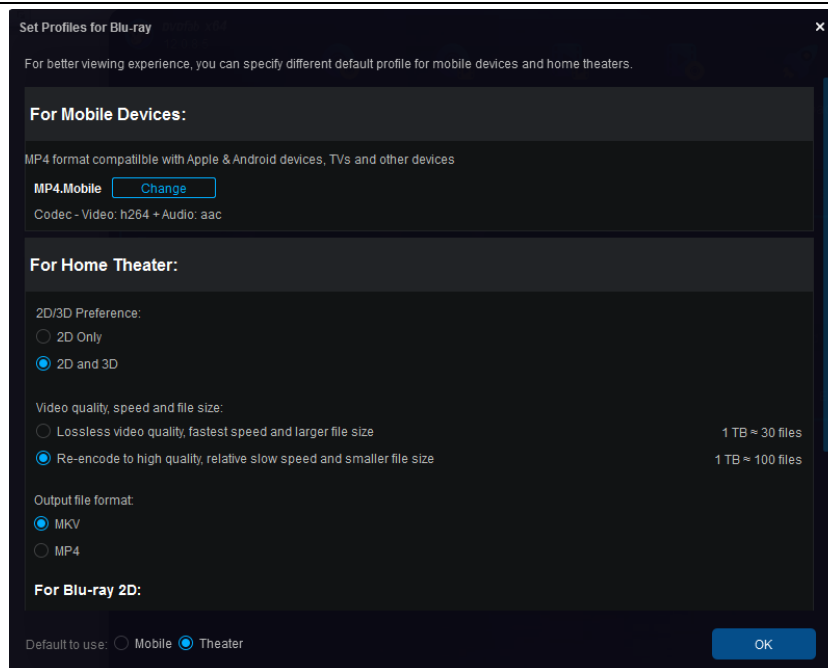 Set Profiles for Blu-ray
×
For better viewing experience, you can specify different default profile for mobile devices and home theaters.
For Mobile Devices:
MP4 format compatilble with Apple & Android devices, TVs and other devices
MP4.Mobile Change
Codec - Video: h264 + Audio: aac
For Home Theater:
2D/3D Preference:
2D Only
2D and 3D
Video quality, speed and file size:
Lossless video quality, fastest speed and larger file size 1 TB ≈ 30 files
Re-encode to high quality, relative slow speed and smaller file size 1 TB ≈ 100 files
Output file format:
MKV
MP4
For Blu-ray 2D:
Default to use: Mobile Theater OK